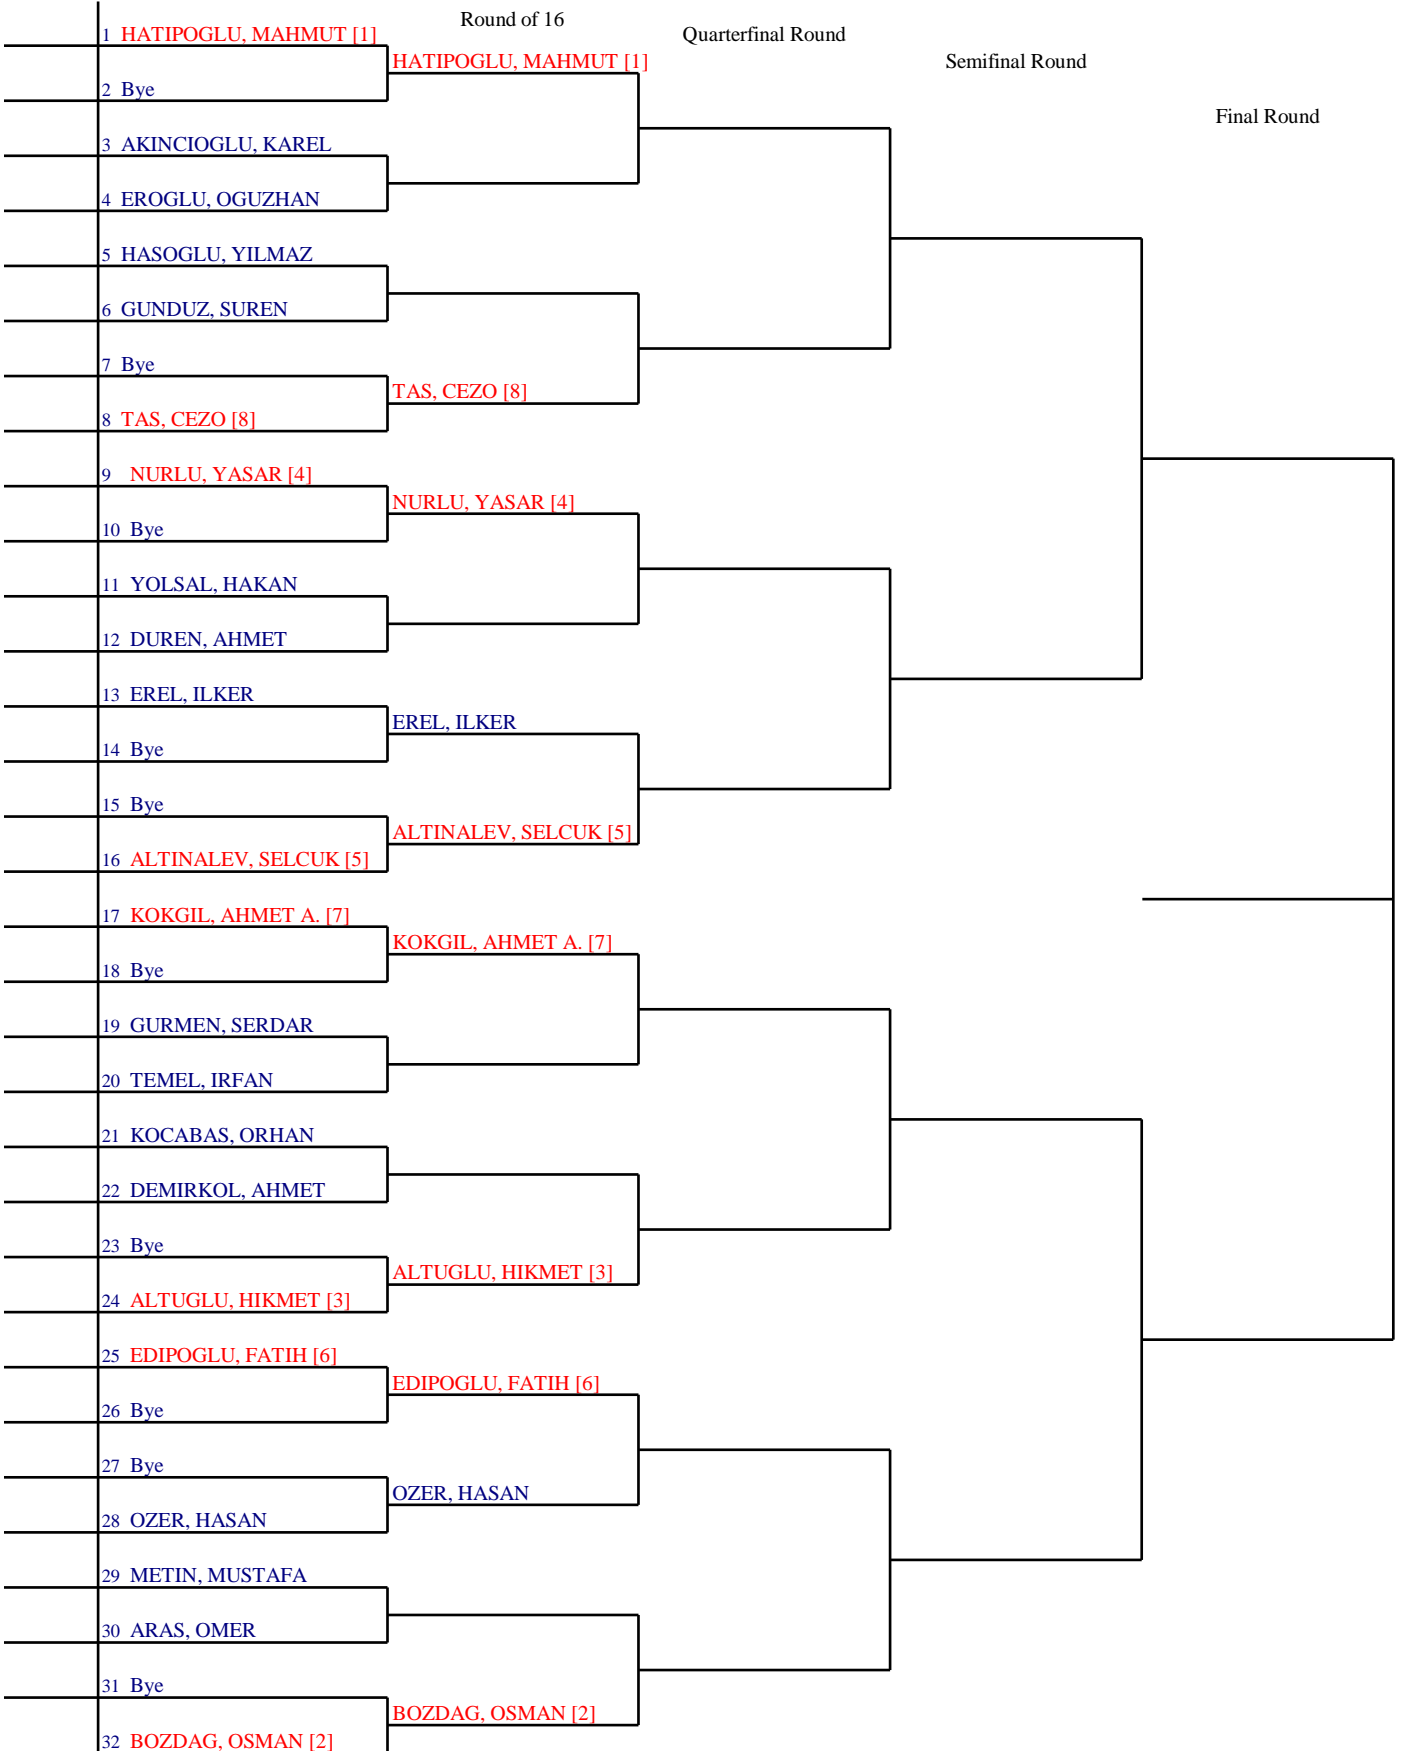 Round of 16
Quarterfinal Round
Semifinal Round
Final Round
1 HATIPOGLU, MAHMUT [1]
HATIPOGLU, MAHMUT [1]
2 Bye
3 AKINCIOGLU, KAREL
4 EROGLU, OGUZHAN
5 HASOGLU, YILMAZ
6 GUNDUZ, SUREN
7 Bye
TAS, CEZO [8]
8 TAS, CEZO [8]
9 NURLU, YASAR [4]
NURLU, YASAR [4]
10 Bye
11 YOLSAL, HAKAN
12 DUREN, AHMET
13 EREL, ILKER
EREL, ILKER
14 Bye
15 Bye
ALTINALEV, SELCUK [5]
16 ALTINALEV, SELCUK [5]
17 KOKGIL, AHMET A. [7]
KOKGIL, AHMET A. [7]
18 Bye
19 GURMEN, SERDAR
20 TEMEL, IRFAN
21 KOCABAS, ORHAN
22 DEMIRKOL, AHMET
23 Bye
ALTUGLU, HIKMET [3]
24 ALTUGLU, HIKMET [3]
25 EDIPOGLU, FATIH [6]
EDIPOGLU, FATIH [6]
26 Bye
27 Bye
OZER, HASAN
28 OZER, HASAN
29 METIN, MUSTAFA
30 ARAS, OMER
31 Bye
BOZDAG, OSMAN [2]
32 BOZDAG, OSMAN [2]